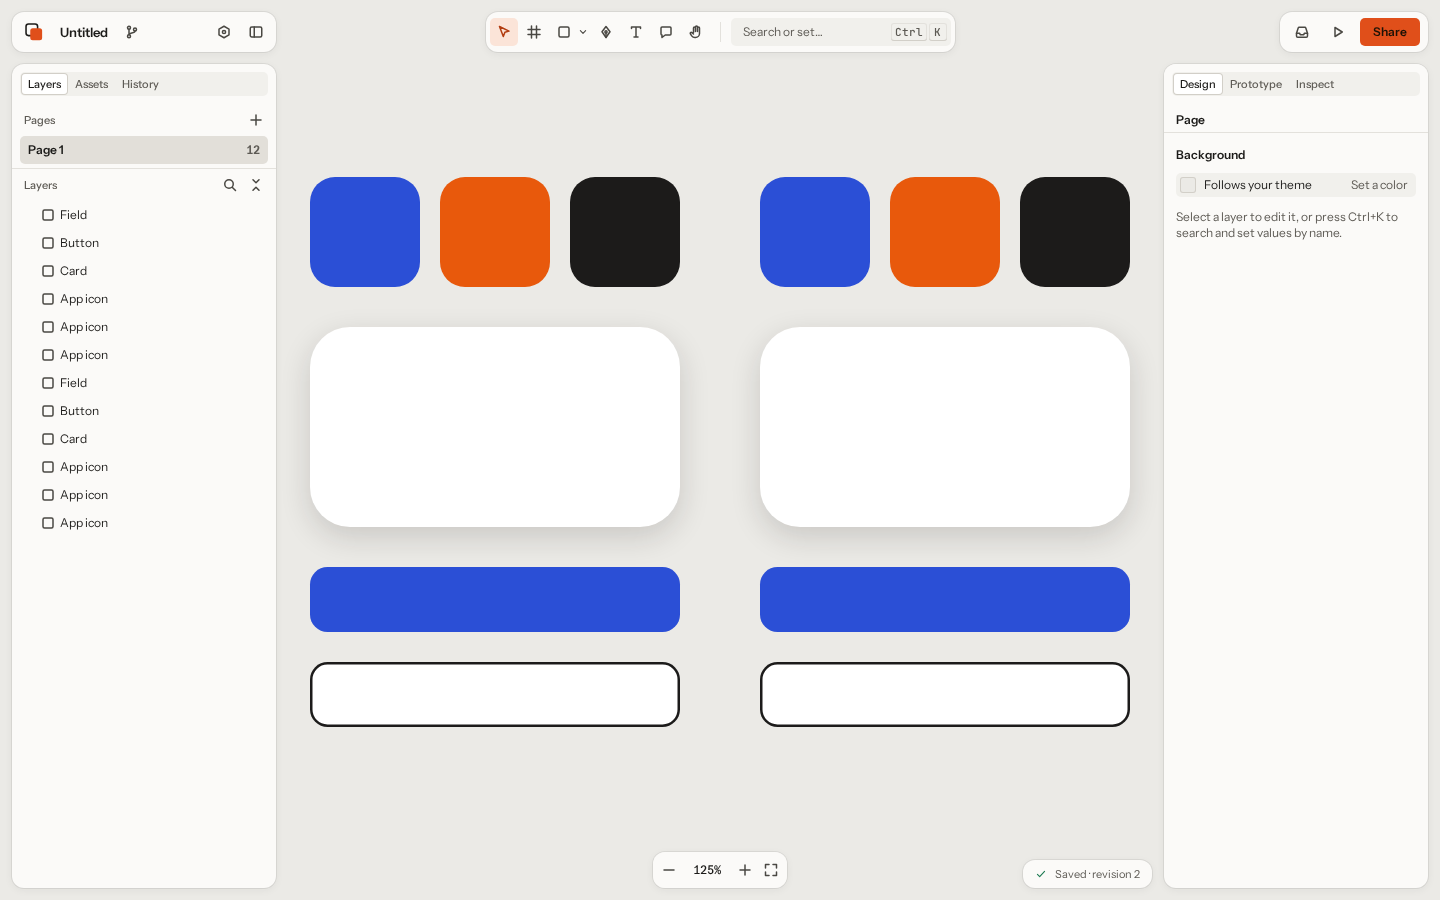 Untitled
Search or set...
Ctrl K
Share
Layers Assets History
Pages
Page 1 12
Layers
Field
Button
Card
App icon
App icon
App icon
Field
Button
Card
App icon
App icon
App icon
Design Prototype Inspect
Page
Background
Follows your theme Set a color
Select a layer to edit it, or press Ctrl+K to
search and set values by name.
125%
Saved · revision 2